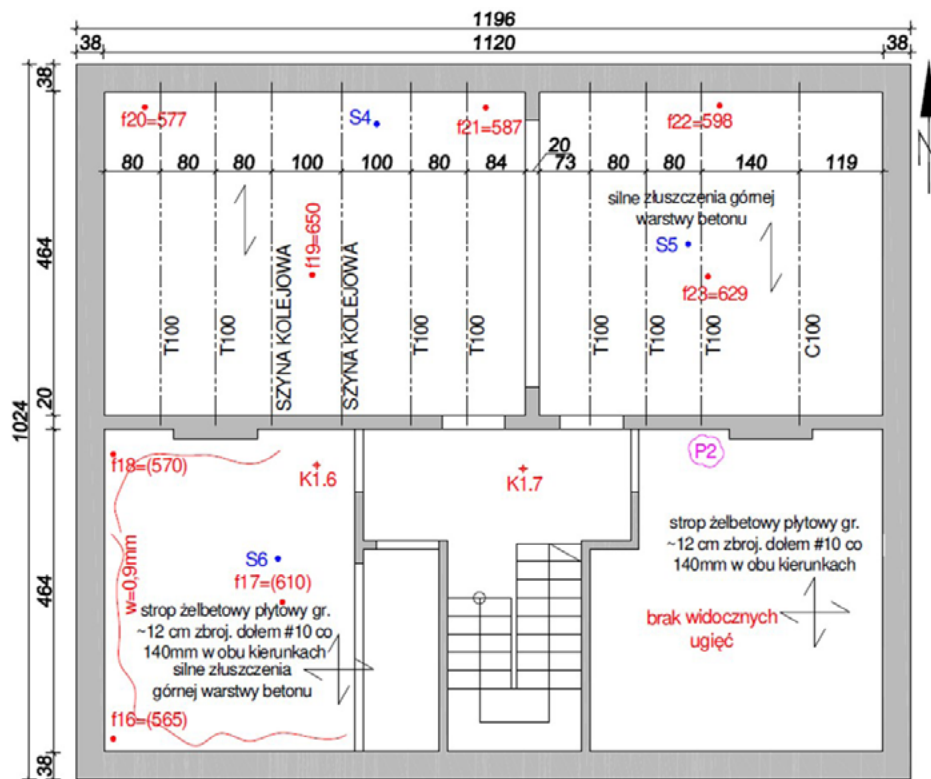 1196
38 1120 38
38
f20=577
S4
f21=587
f22=598
N
80 80 80 100 100 80 84 20 73 80 80 140 119
silne złuszczenia górnej
warstwy betonu
f19=650
S5
f23=629
464
T100
T100
SZYNA KOLEJOWA
SZYNA KOLEJOWA
T100
T100
T100
T100
T100
C100
20
1024
f18=(570)
K1.6
K1.7
P2
w=0,9mm
S6
f17=(610)
strop żelbetowy płytowy gr.
~12 cm zbroj. dołem #10 co
140mm w obu kierunkach
silne złuszczenia
górnej warstwy betonu
strop żelbetowy płytowy gr.
~12 cm zbroj. dołem #10 co
140mm w obu kierunkach
brak widocznych
ugięć
464
f16=(565)
38